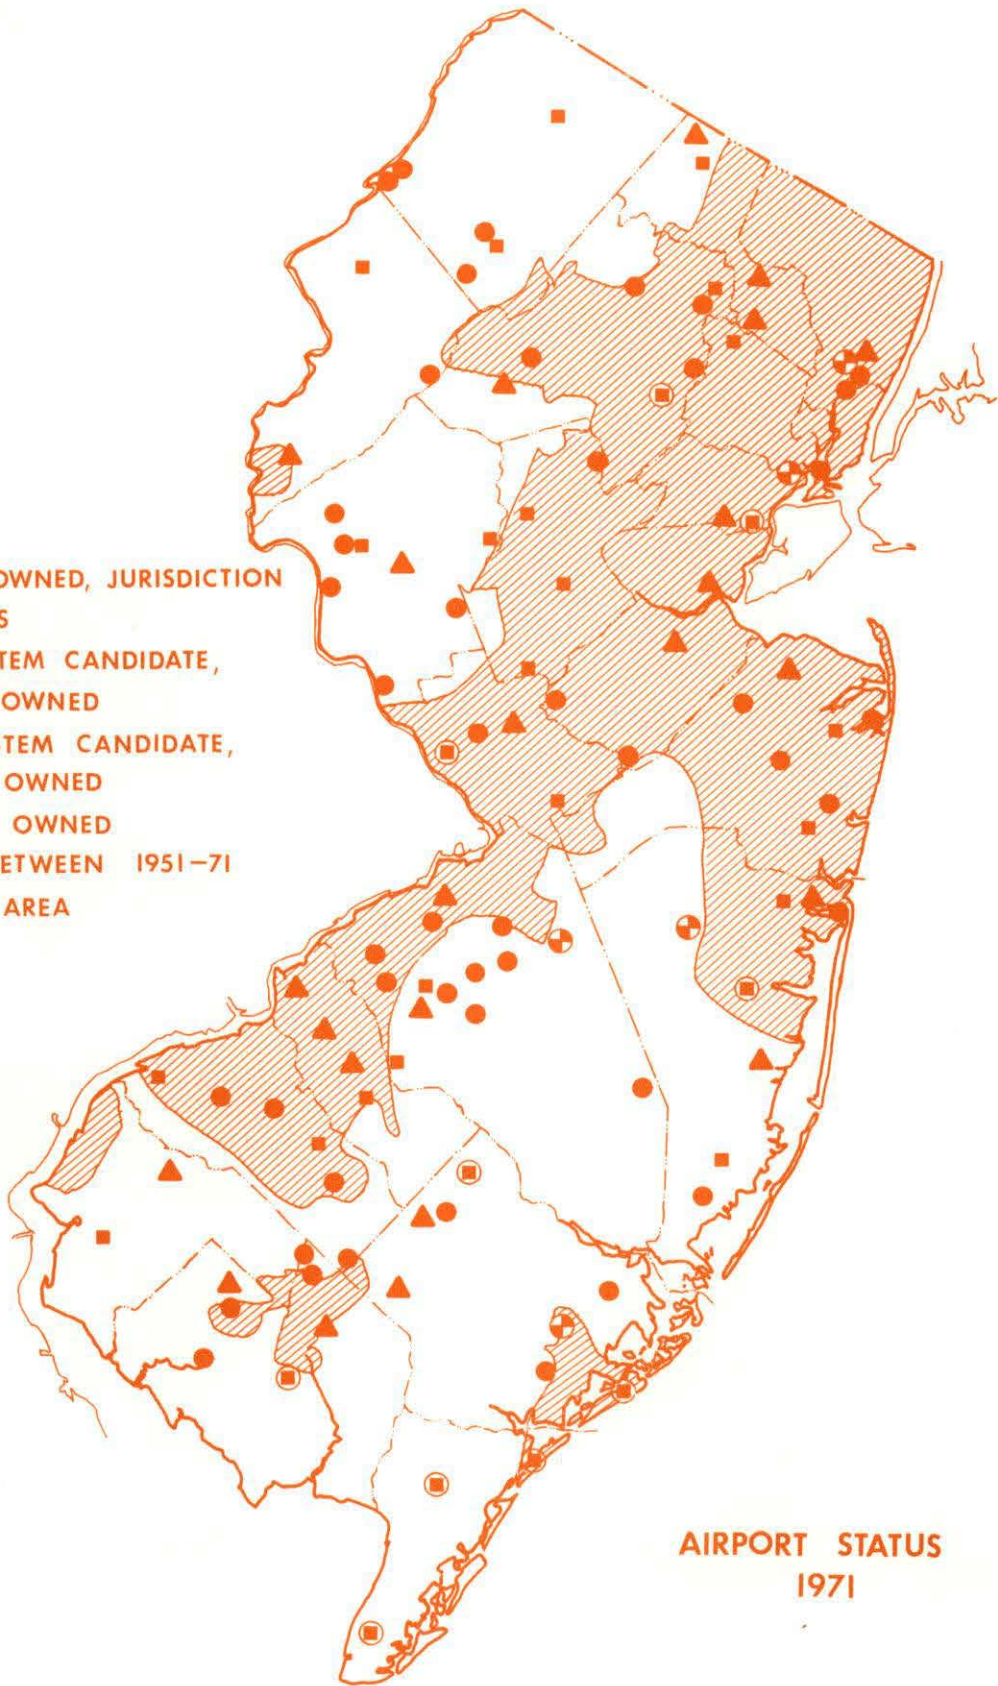 OWNED, JURISDICTION
S
TEM CANDIDATE,
OWNED
STEM CANDIDATE,
OWNED
OWNED
ETWEEN 1951–71
AREA
AIRPORT STATUS
1971